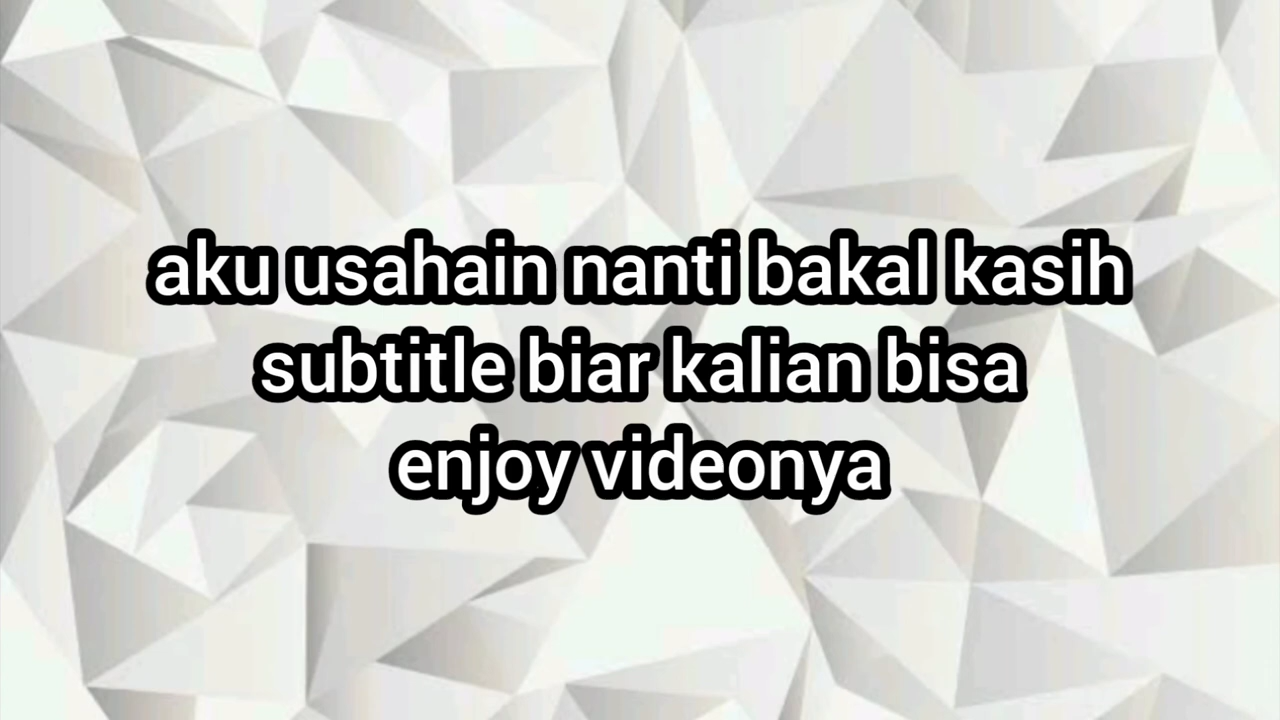 aku usahain nanti bakal kasih
subtitle biar kalian bisa
enjoy videonya